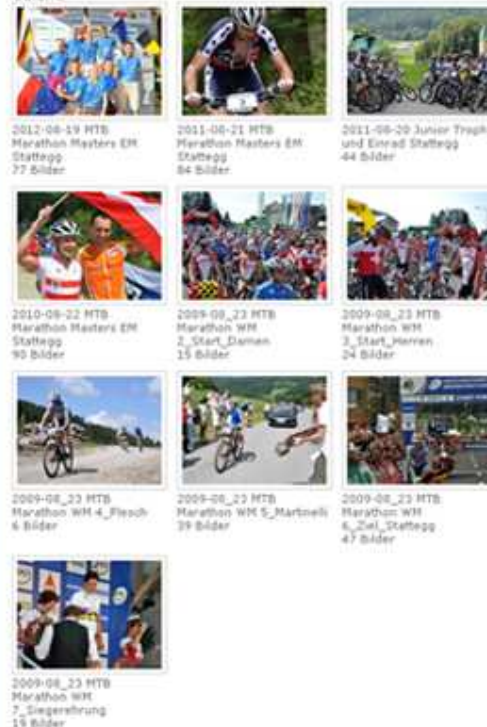 2012-08-19 MTB
Marathon Masters EM
Stattegg
77 Bilder
2011-08-21 MTB
Marathon Masters EM
Stattegg
84 Bilder
2011-08-20 Junior Troph
und Einrad Stattegg
44 Bilder
2010-08-22 MTB
Marathon Masters EM
Stattegg
90 Bilder
2009-08_23 MTB
Marathon WM
2_Start_Damen
15 Bilder
2009-08_23 MTB
Marathon WM
3_Start_Herren
24 Bilder
2009-08_23 MTB
Marathon WM 4_Plesch
6 Bilder
2009-08_23 MTB
Marathon WM 5_Martinelli
39 Bilder
2009-08_23 MTB
Marathon WM
6_Ziel_Stattegg
47 Bilder
2009-08_23 MTB
Marathon WM
7_Siegerehrung
19 Bilder